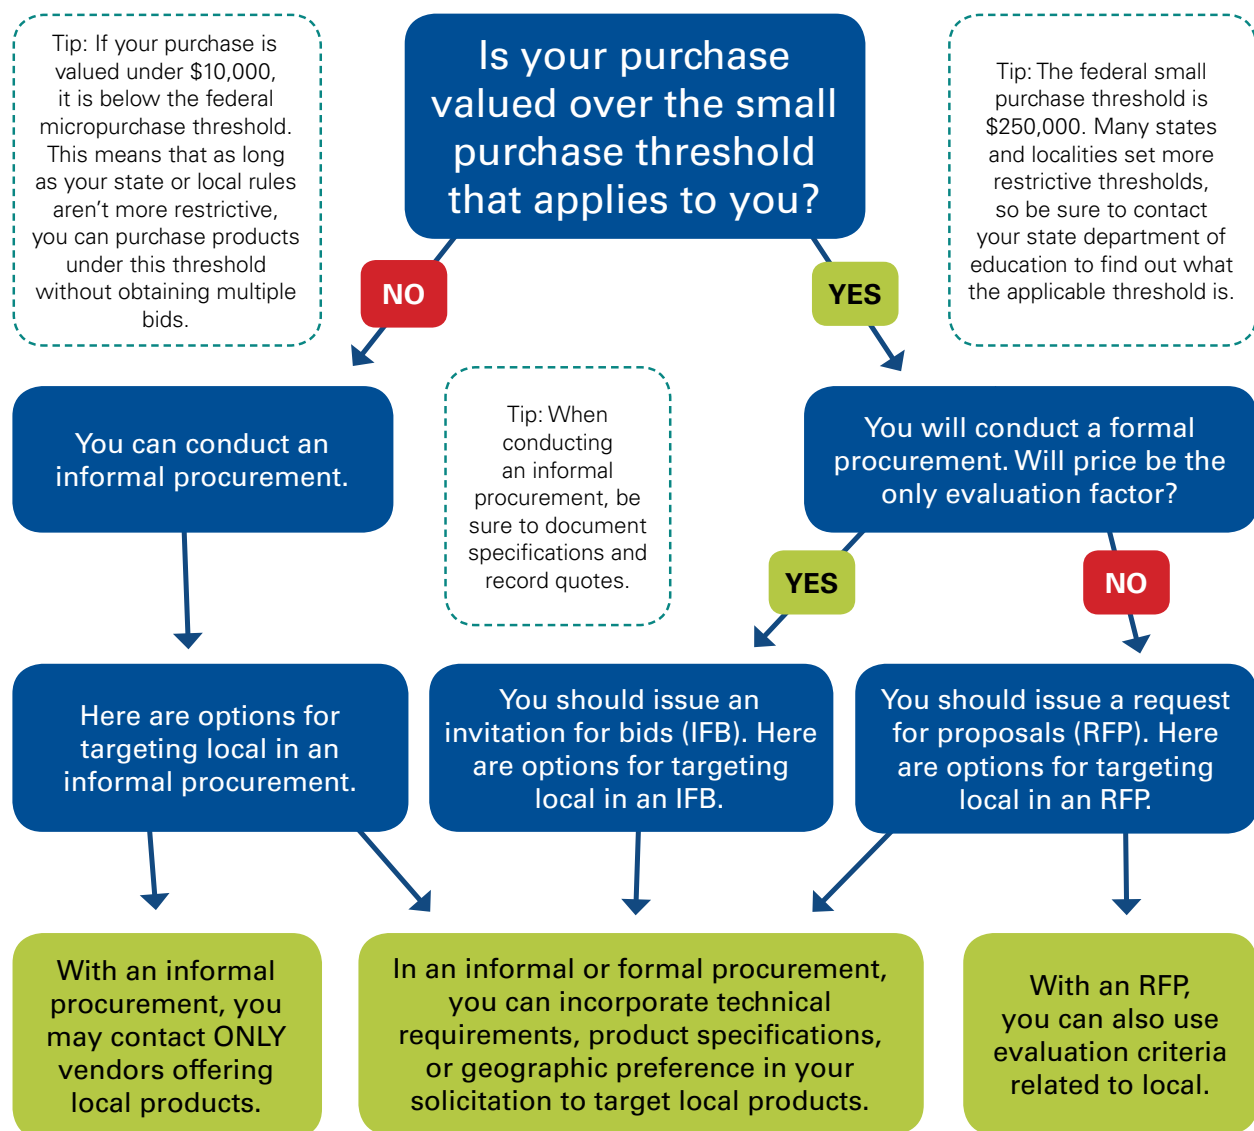 Tip: If your purchase is
valued under $10,000,
it is below the federal
micropurchase threshold.
This means that as long
as your state or local rules
aren't more restrictive,
you can purchase products
under this threshold
without obtaining multiple
bids.
Is your purchase
valued over the small
purchase threshold
that applies to you?
Tip: The federal small
purchase threshold is
$250,000. Many states
and localities set more
restrictive thresholds,
so be sure to contact
your state department of
education to find out what
the applicable threshold is.
NO
YES
You can conduct an
informal procurement.
Tip: When
conducting
an informal
procurement, be
sure to document
specifications and
record quotes.
You will conduct a formal
procurement. Will price be the
only evaluation factor?
YES
NO
Here are options for
targeting local in an
informal procurement.
You should issue an
invitation for bids (IFB). Here
are options for targeting
local in an IFB.
You should issue a request
for proposals (RFP). Here
are options for targeting
local in an RFP.
With an informal
procurement, you
may contact ONLY
vendors offering
local products.
In an informal or formal procurement,
you can incorporate technical
requirements, product specifications,
or geographic preference in your
solicitation to target local products.
With an RFP,
you can also use
evaluation criteria
related to local.